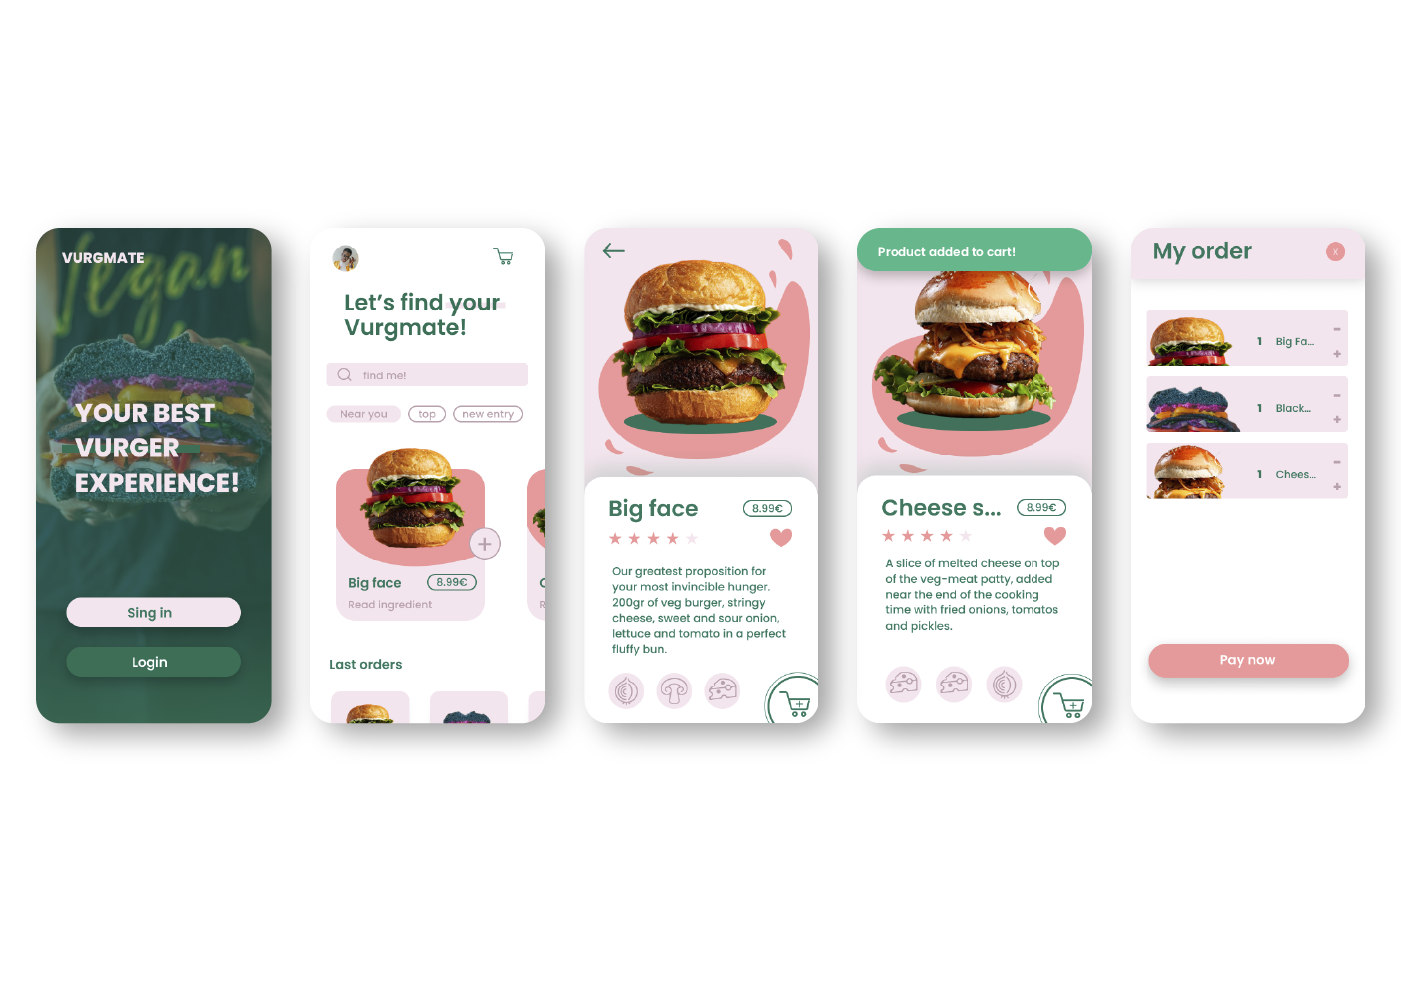 Vegan
VURGMATE
YOUR BEST
VURGER
EXPERIENCE!
Sing in
Login
Let's find your
Vurgmate!
find me!
Near you
top
new entry
Big face
8.99€
Read ingredient
C
R
Last orders
Big face
8.99€
Our greatest proposition for
your most invincible hunger.
200gr of veg burger, stringy
cheese, sweet and sour onion,
lettuce and tomato in a perfect
fluffy bun.
Product added to cart!
Cheese s...
8.99€
A slice of melted cheese on top
of the veg-meat patty, added
near the end of the cooking
time with fried onions, tomatos
and pickles.
My order
X
1 Big Fa...
1 Black...
1 Chees...
Pay now